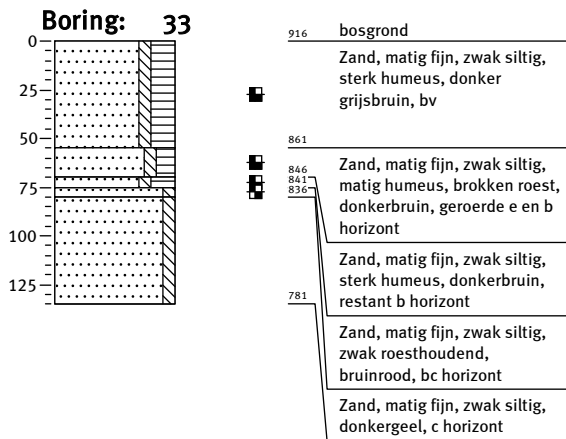 Boring: 33
0
25
50
75
100
125
916
bosgrond
Zand, matig fijn, zwak siltig,
sterk humeus, donker
grijsbruin, bv
861
Zand, matig fijn, zwak siltig,
matig humeus, brokken roest,
donkerbruin, geroerde e en b
horizont
846
841
836
Zand, matig fijn, zwak siltig,
sterk humeus, donkerbruin,
restant b horizont
781
Zand, matig fijn, zwak siltig,
zwak roesthoudend,
bruinrood, bc horizont
Zand, matig fijn, zwak siltig,
donkergeel, c horizont